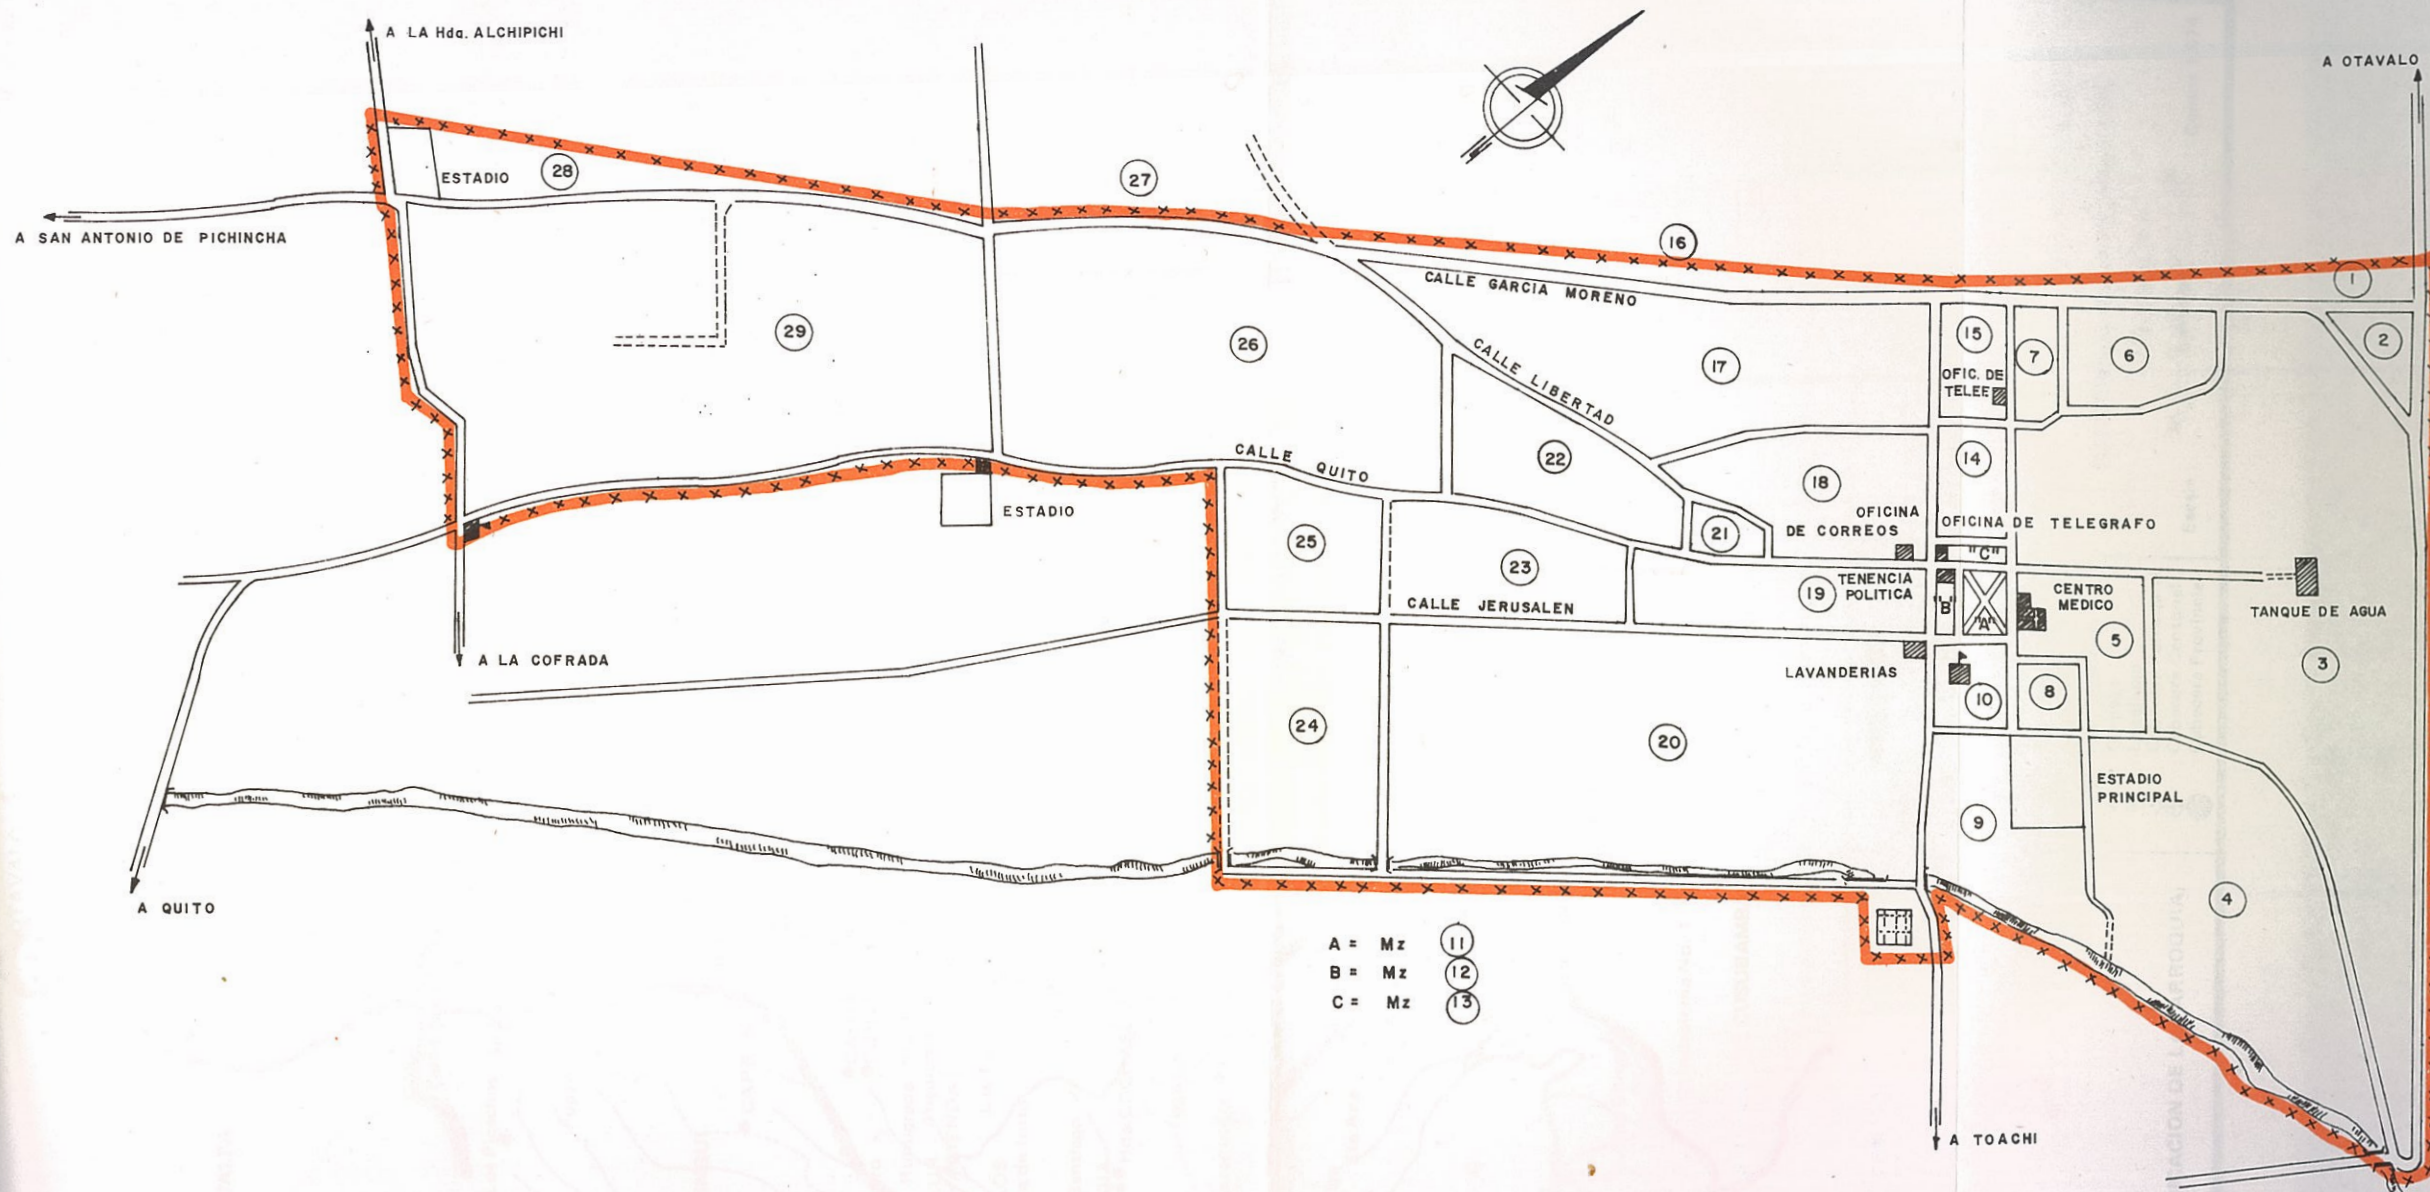 A LA Hda. ALCHIPICHI
A OTAVALO
ESTADIO
28
27
A SAN ANTONIO DE PICHINCHA
16
1
CALLE GARCIA MORENO
29
26
CALLE LIBERTAD
17
15
7
6
2
OFIC. DE
TELEF
CALLE QUITO
22
14
18
ESTADIO
OFICINA
DE CORREOS
OFICINA DE TELEGRAFO
21
25
23
"C"
TENENCIA
POLITICA
19
CENTRO
MEDICO
CALLE JERUSALEN
"B"
"A"
TANQUE DE AGUA
5
3
A LA COFRADA
LAVANDERIAS
10
8
24
20
ESTADIO
PRINCIPAL
9
4
A QUITO
A = Mz 11
B = Mz 12
C = Mz 13
A TOACHI